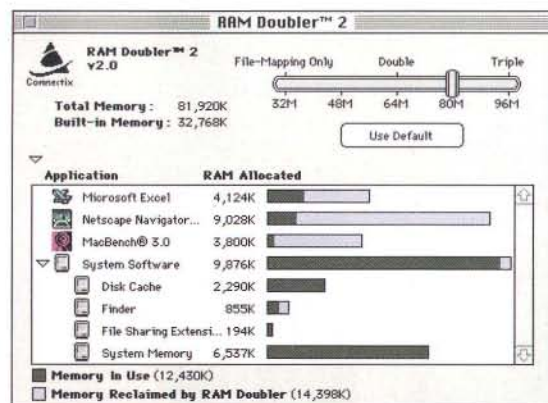 RAM Doubler™ 2
RAM Doubler™ 2
v2.0
Connectix
File-Mapping Only Double Triple
32M 48M 64M 80M 96M
Total Memory : 81,920K
Built-in Memory : 32,768K
Use Default
Application RAM Allocated
Microsoft Excel 4,124K
Netscape Navigator... 9,028K
MacBench® 3.0 3,800K
System Software 9,876K
Disk Cache 2,290K
Finder 855K
File Sharing Extensi... 194K
System Memory 6,537K
Memory In Use (12,430K)
Memory Reclaimed by RAM Doubler (14,398K)